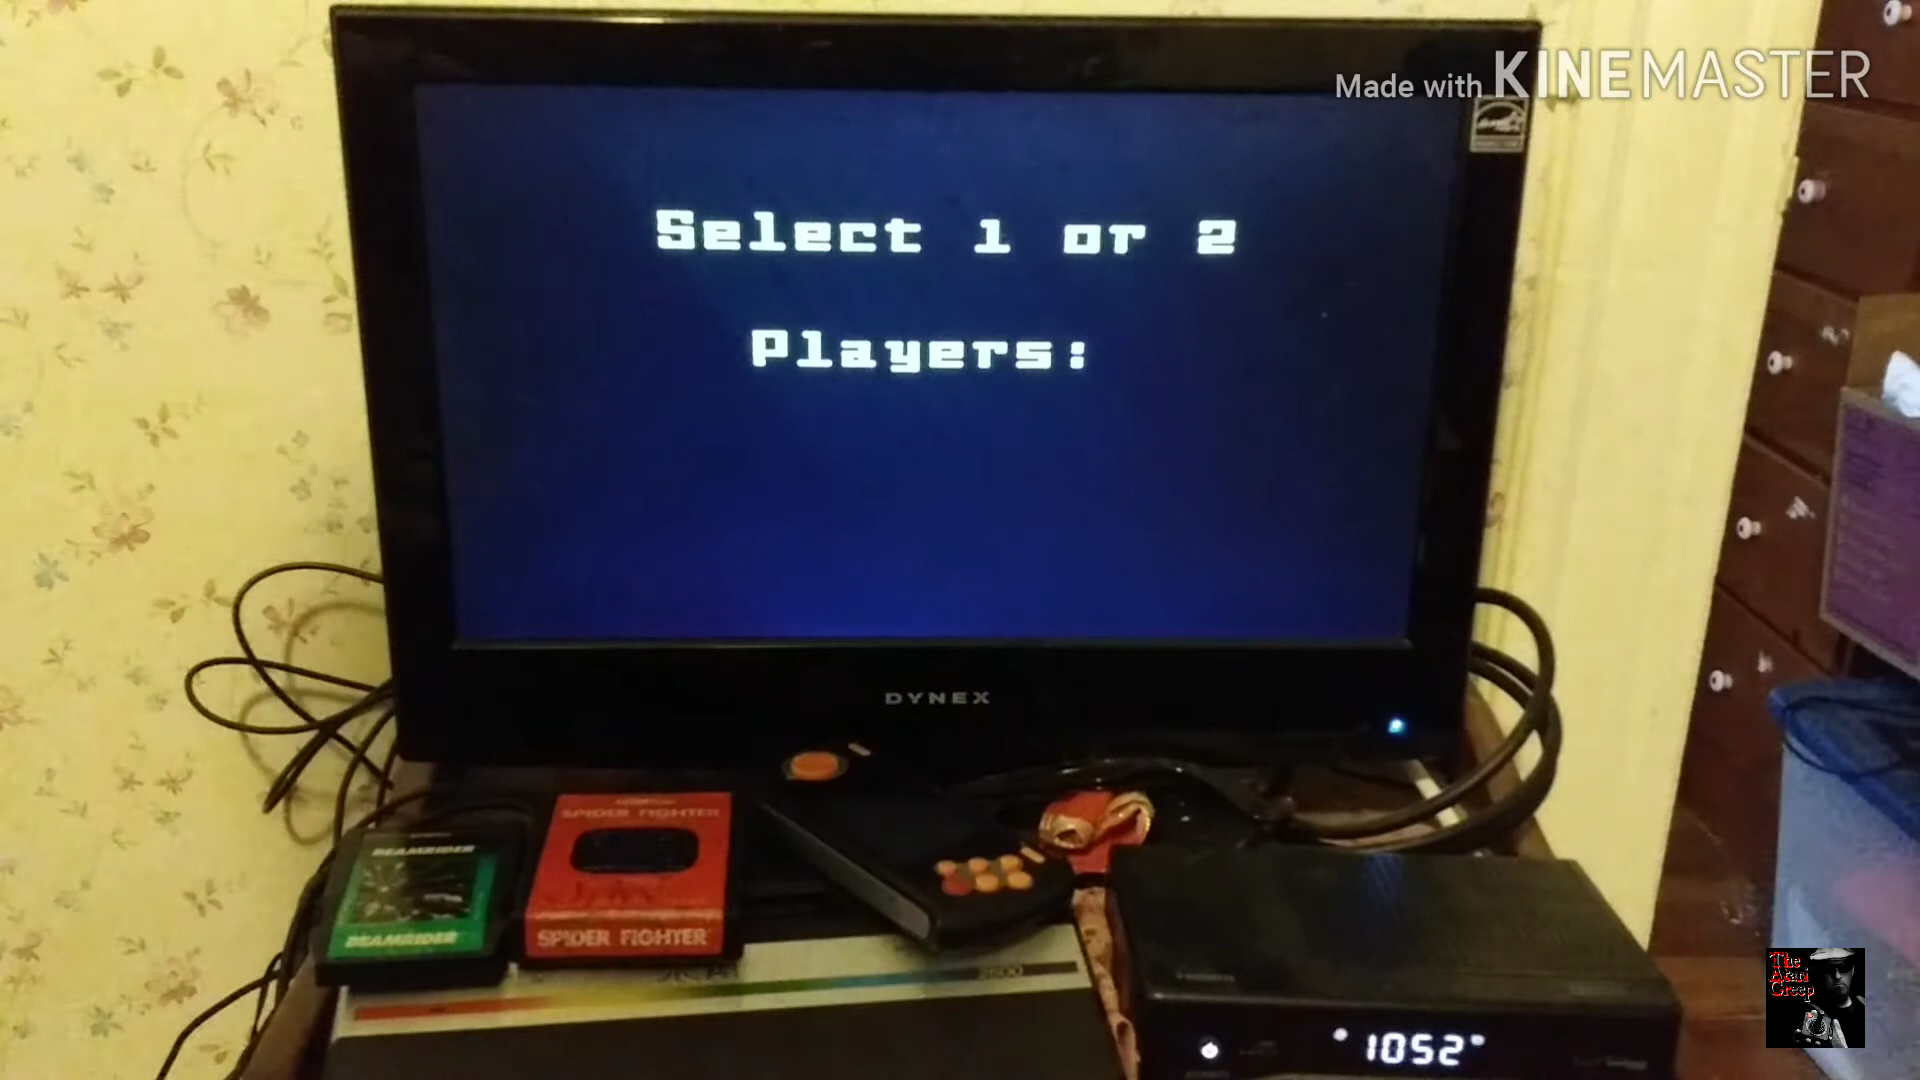 Made with KINEMASTER
Select 1 or 2
Players:
DYNEX
BEAMRIDER
BEAMRIDER
SPIDER FIGHTER
SPIDER FIGHTER
2600
1052
The
Atari
Creep